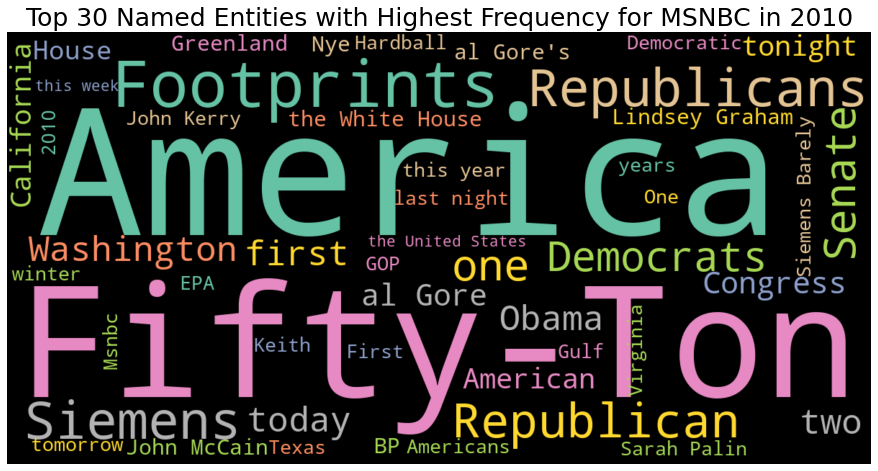 Top 30 Named Entities with Highest Frequency for MSNBC in 2010
House
Greenland
Nye
Hardball
al Gore's
Democratic
tonight
California
this week
Footprints
Republicans
2010
John Kerry
the White House
Lindsey Graham
America
this year
years
last night
One
Siemens Barely
Senate
Washington
first
the United States
GOP
one
Democrats
winter
EPA
al Gore
Congress
Fifty-Ton
Msnbc
Keith
First
Obama
Gulf
Virginia
American
Siemens
today
Republican
two
tomorrow
John McCain
Texas
BP
Americans
Sarah Palin